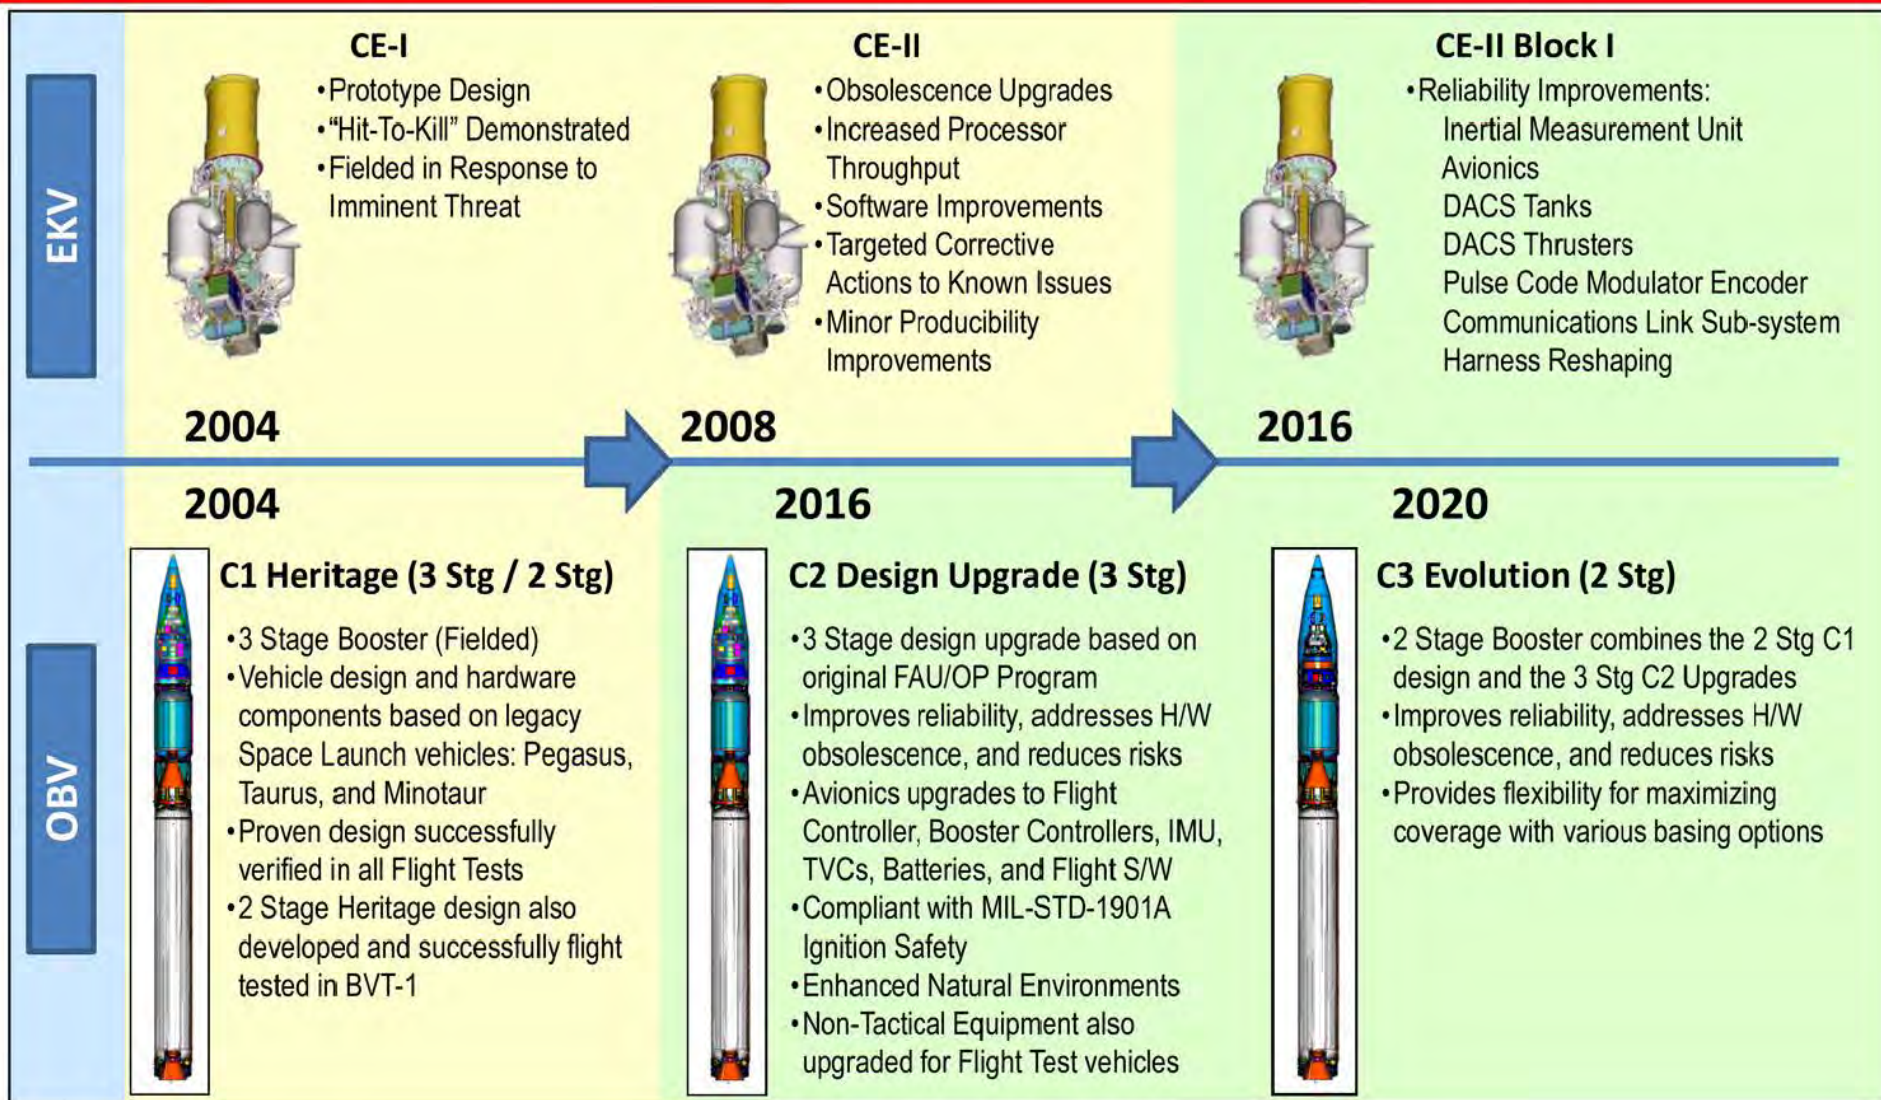 EKV
CE-I
•Prototype Design
•“Hit-To-Kill” Demonstrated
•Fielded in Response to
Imminent Threat
CE-II
•Obsolescence Upgrades
•Increased Processor
Throughput
•Software Improvements
•Targeted Corrective
Actions to Known Issues
•Minor Producibility
Improvements
CE-II Block I
•Reliability Improvements:
Inertial Measurement Unit
Avionics
DACS Tanks
DACS Thrusters
Pulse Code Modulator Encoder
Communications Link Sub-system
Harness Reshaping
2004
2008
2016
2004
2016
2020
OBV
C1 Heritage (3 Stg / 2 Stg)
•3 Stage Booster (Fielded)
•Vehicle design and hardware
components based on legacy
Space Launch vehicles: Pegasus,
Taurus, and Minotaur
•Proven design successfully
verified in all Flight Tests
•2 Stage Heritage design also
developed and successfully flight
tested in BVT-1
C2 Design Upgrade (3 Stg)
•3 Stage design upgrade based on
original FAU/OP Program
•Improves reliability, addresses H/W
obsolescence, and reduces risks
•Avionics upgrades to Flight
Controller, Booster Controllers, IMU,
TVCs, Batteries, and Flight S/W
•Compliant with MIL-STD-1901A
Ignition Safety
•Enhanced Natural Environments
•Non-Tactical Equipment also
upgraded for Flight Test vehicles
C3 Evolution (2 Stg)
•2 Stage Booster combines the 2 Stg C1
design and the 3 Stg C2 Upgrades
•Improves reliability, addresses H/W
obsolescence, and reduces risks
•Provides flexibility for maximizing
coverage with various basing options